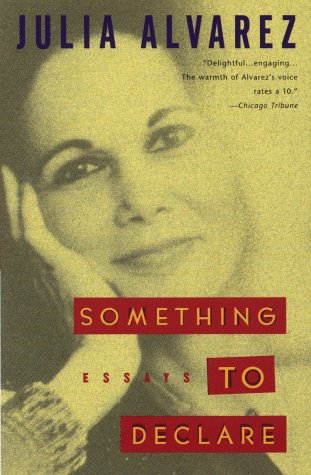 JULIA ALVAREZ
"Delightful...engaging...
The warmth of Alvarez's voice
rates a 10."
—Chicago Tribune
SOMETHING
ESSAYS TO
DECLARE